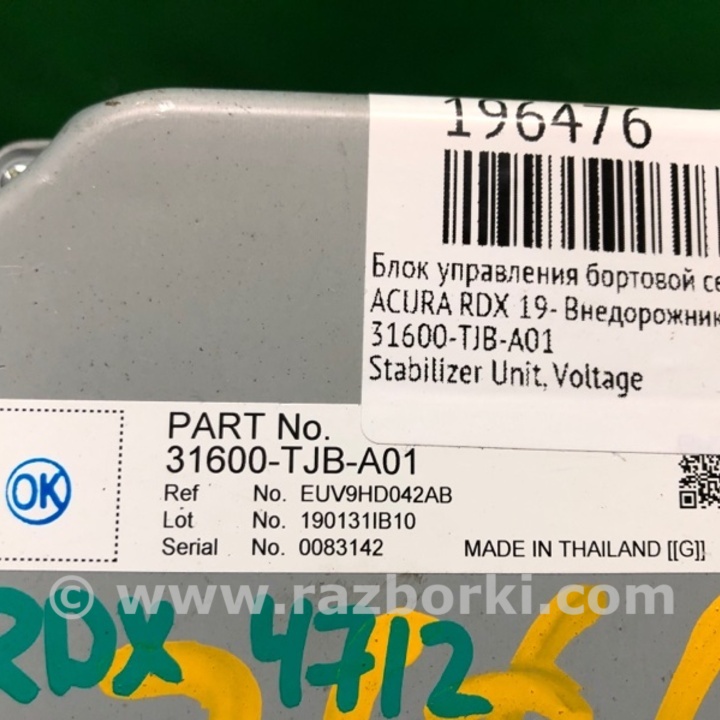 196476
Блок управления бортовой
ACURA RDX 19- Внедорожник
31600-TJB-A01
Stabilizer Unit, Voltage
PART No.
31600-TJB-A01
OK
Ref No. EUV9HD042AB
Lot No. 190131IB10
Serial No. 0083142
MADE IN THAILAND [[G]]
© www.razborki.com
RDX 4712